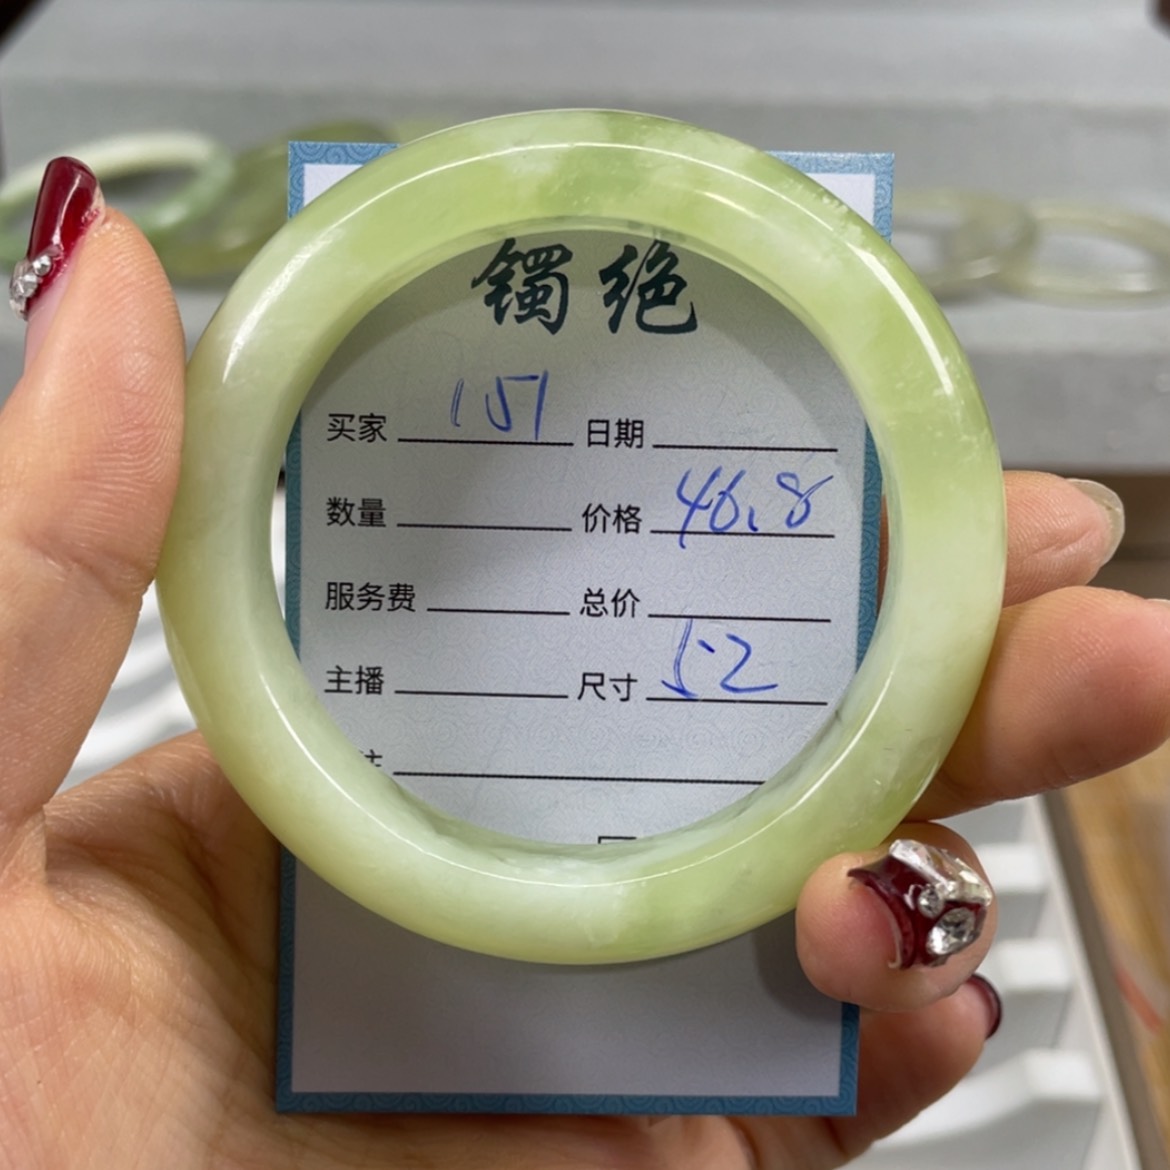 镯绝
买家 151 日期
数量 价格 46.8
服务费 总价
主播 尺寸 52